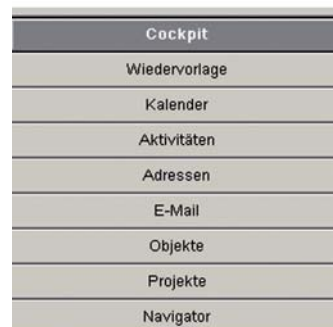 Cockpit
Wiedervorlage
Kalender
Aktivitäten
Adressen
E-Mail
Objekte
Projekte
Navigator